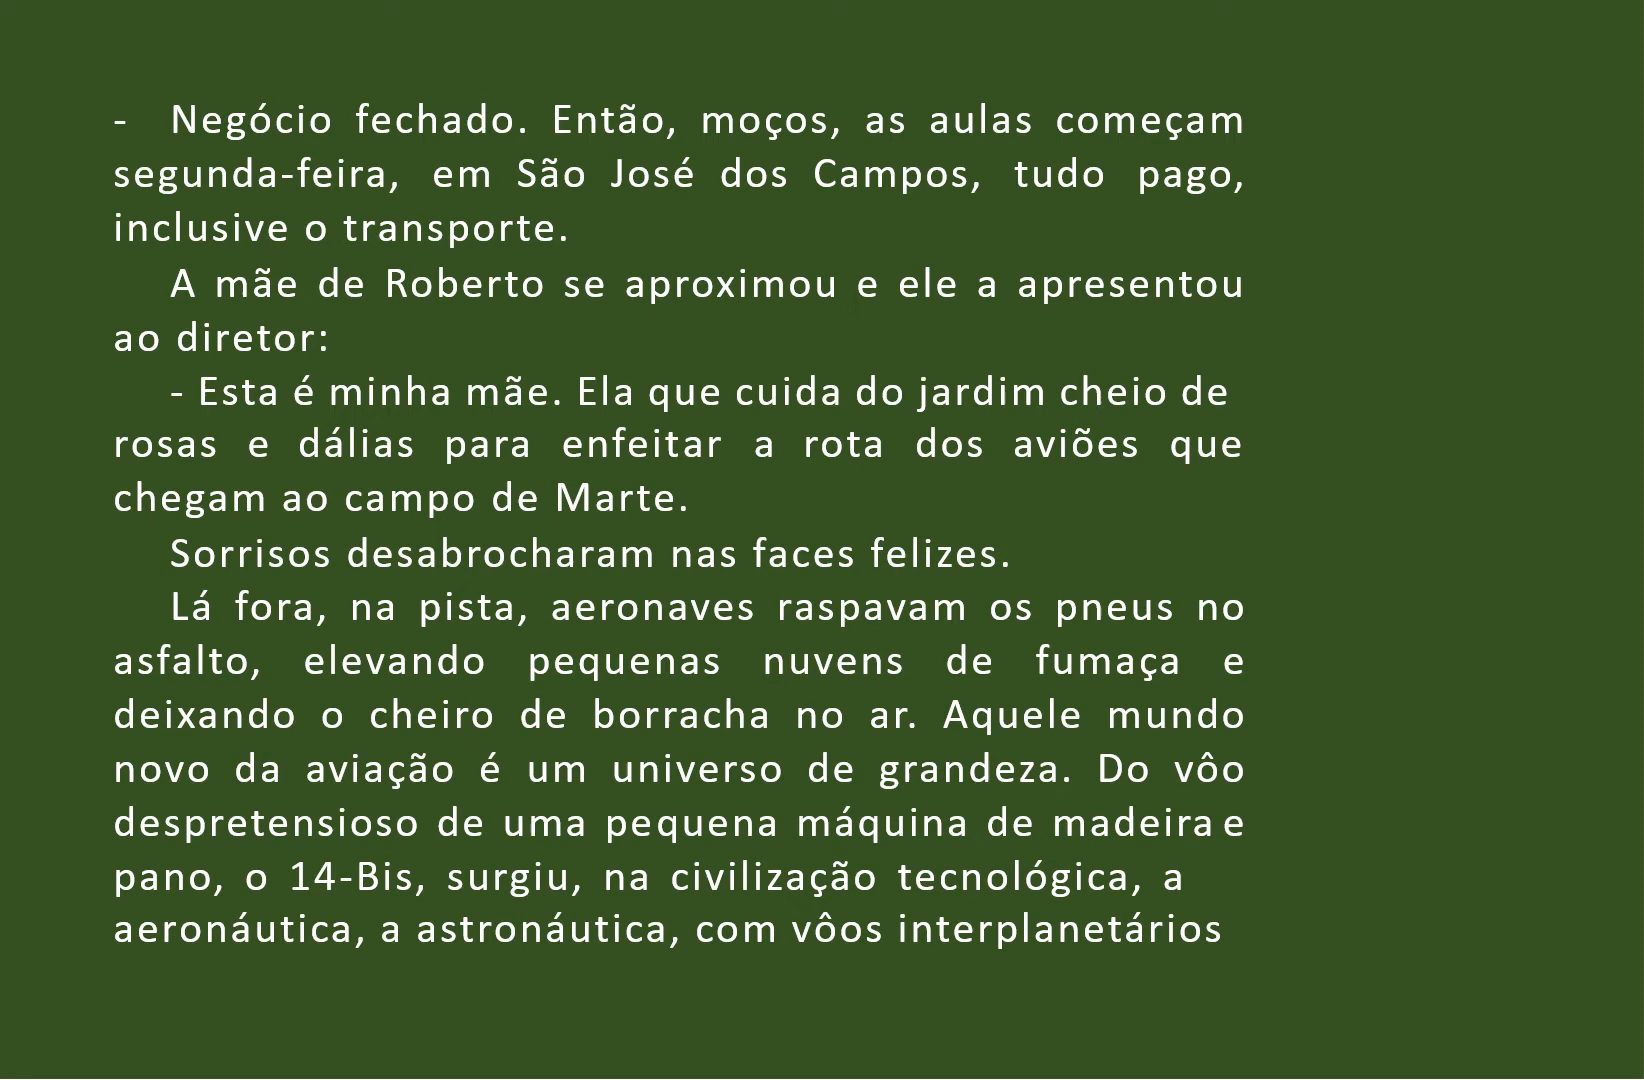 - Negócio fechado. Então, moços, as aulas começam
segunda-feira, em São José dos Campos, tudo pago,
inclusive o transporte.
A mãe de Roberto se aproximou e ele a apresentou
ao diretor:
- Esta é minha mãe. Ela que cuida do jardim cheio de
rosas e dálias para enfeitar a rota dos aviões que
chegam ao campo de Marte.
Sorrisos desabrocharam nas faces felizes.
Lá fora, na pista, aeronaves raspavam os pneus no
asfalto, elevando pequenas nuvens de fumaça e
deixando o cheiro de borracha no ar. Aquele mundo
novo da aviação é um universo de grandeza. Do vôo
despretensioso de uma pequena máquina de madeira e
pano, o 14-Bis, surgiu, na civilização tecnológica, a
aeronáutica, a astronáutica, com vôos interplanetários